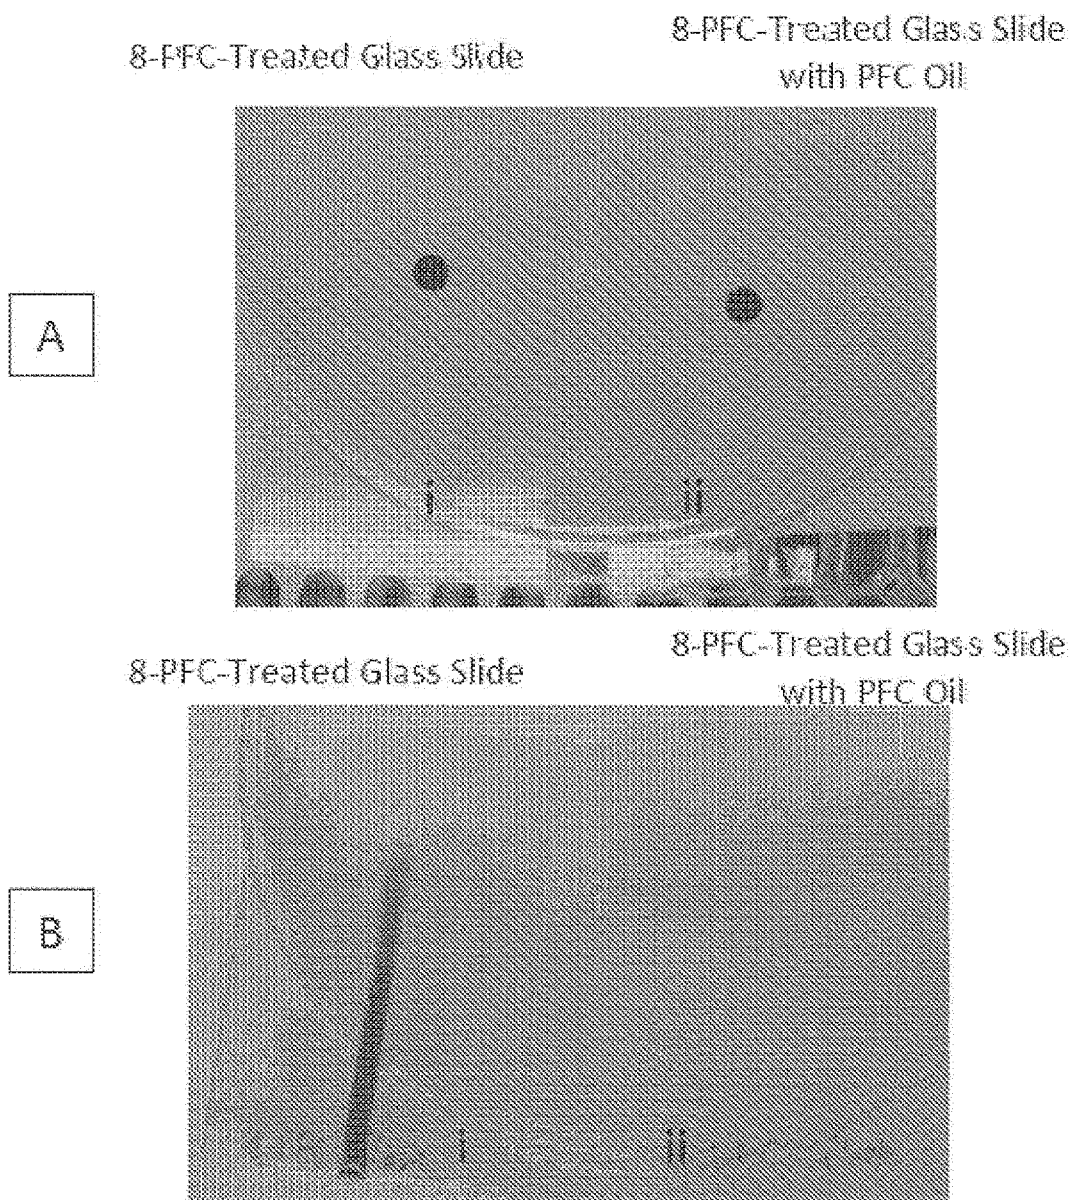 8-PFC-Treated Glass Slide
8-PFC-Treated Glass Slide
with PFC Oil
A
i
ii
8-PFC-Treated Glass Slide
8-PFC-Treated Glass Slide
with PFC Oil
B
i
ii